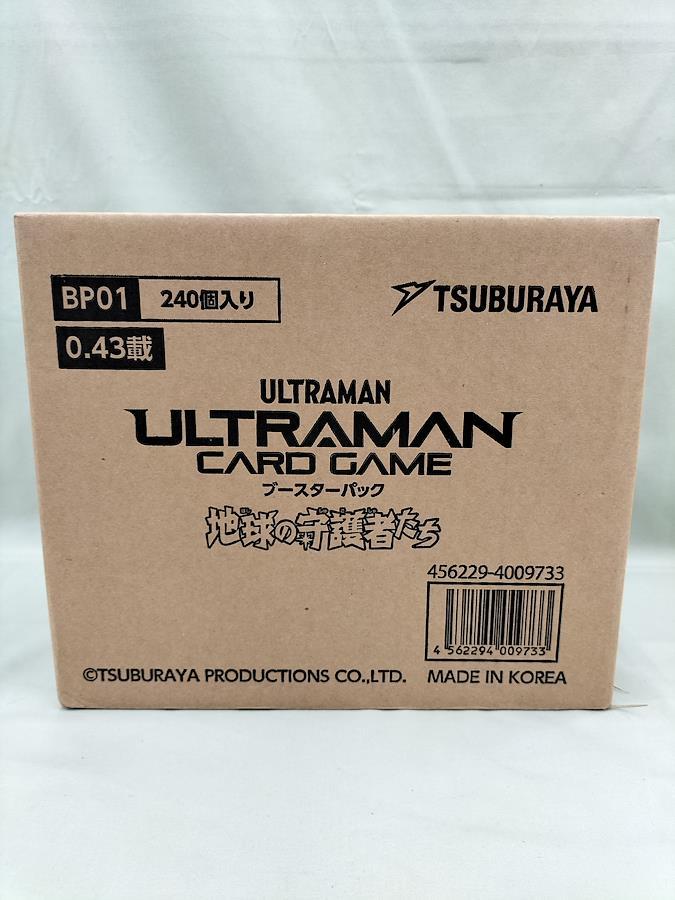 BP01 240個入り
TSUBURAYA
0.43載
ULTRAMAN
ULTRAMAN
CARD GAME
ブースターパック
地球の守護者たち
456229-4009733
4 562294 009733
©TSUBURAYA PRODUCTIONS CO.,LTD. MADE IN KOREA